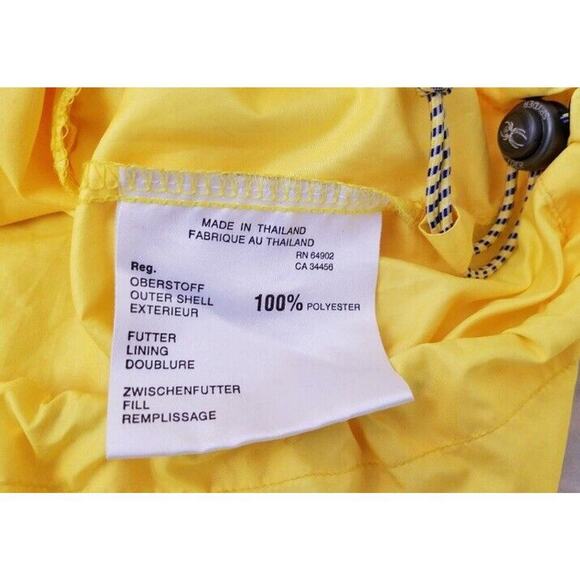 MADE IN THAILAND
FABRIQUE AU THAILAND
RN 64902
CA 34456
Reg.
OBERSTOFF
OUTER SHELL 100% POLYESTER
EXTERIEUR
FUTTER
LINING
DOUBLURE
ZWISCHENFUTTER
FILL
REMPLISSAGE
SPYDER